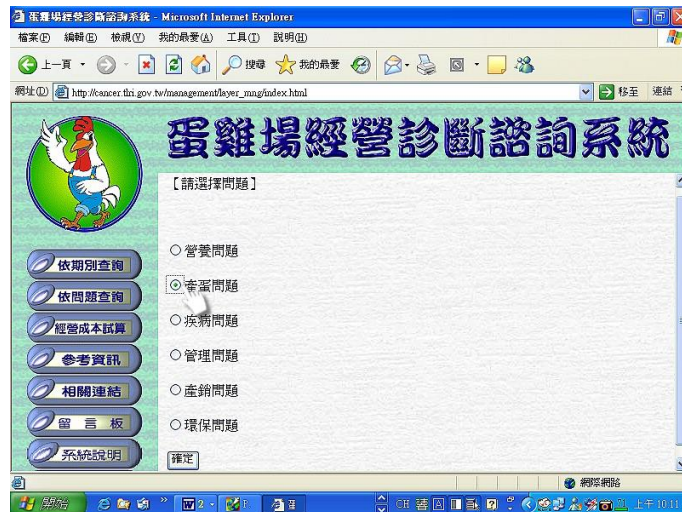 蛋雞場經營診斷諮詢系統 - Microsoft Internet Explorer
檔案(F) 編輯(E) 檢視(V) 我的最愛(A) 工具(T) 說明(H)
上一頁 搜尋 我的最愛
網址(D) http://cancer.tlri.gov.tw/management/layer_mng/index.html 移至 連結
蛋雞場經營診斷諮詢系統
【請選擇問題】
營養問題
產蛋問題
疾病問題
管理問題
產銷問題
環保問題
確定
依期別查詢
依問題查詢
經營成本試算
參考資訊
相關連結
留言板
系統說明
網際網路
開始 2 CH 上午 10:11